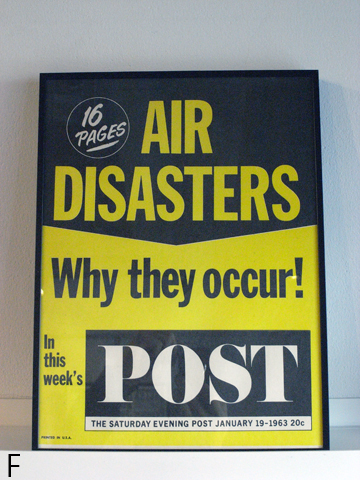 16
PAGES
AIR
DISASTERS
Why they occur!
In
this
week's
POST
THE SATURDAY EVENING POST JANUARY 19-1963 20c
PRINTED IN U.S.A.
F